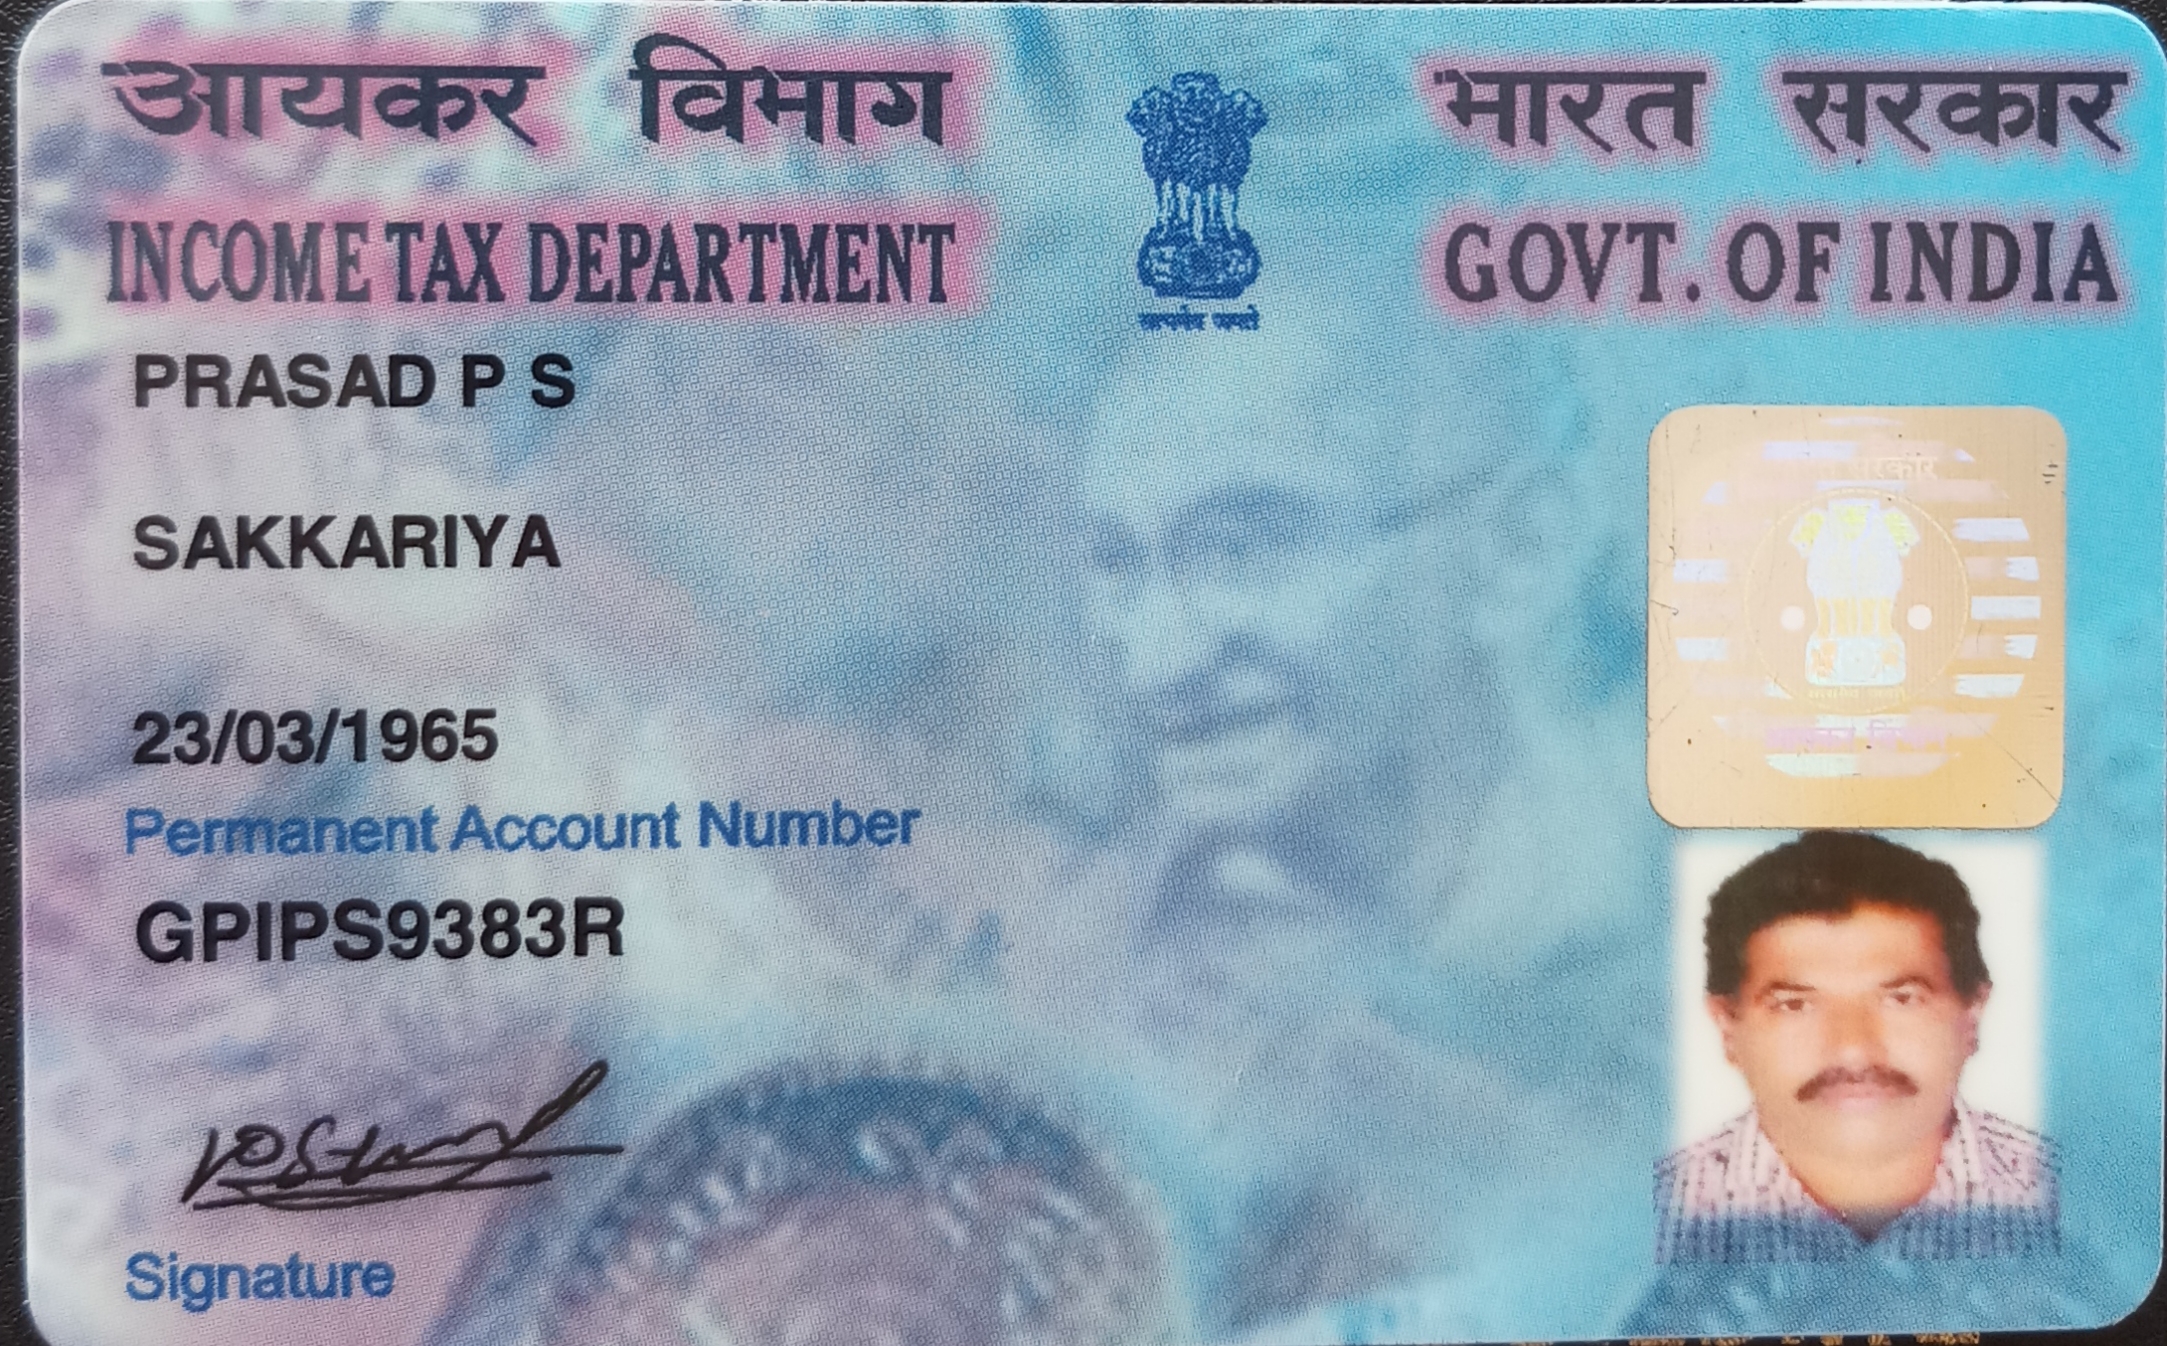 आयकर विभाग
भारत सरकार
INCOME TAX DEPARTMENT
GOVT. OF INDIA
सत्यमेव जयते
PRASAD P S
SAKKARIYA
23/03/1965
Permanent Account Number
GPIPS9383R
Signature
सरकार